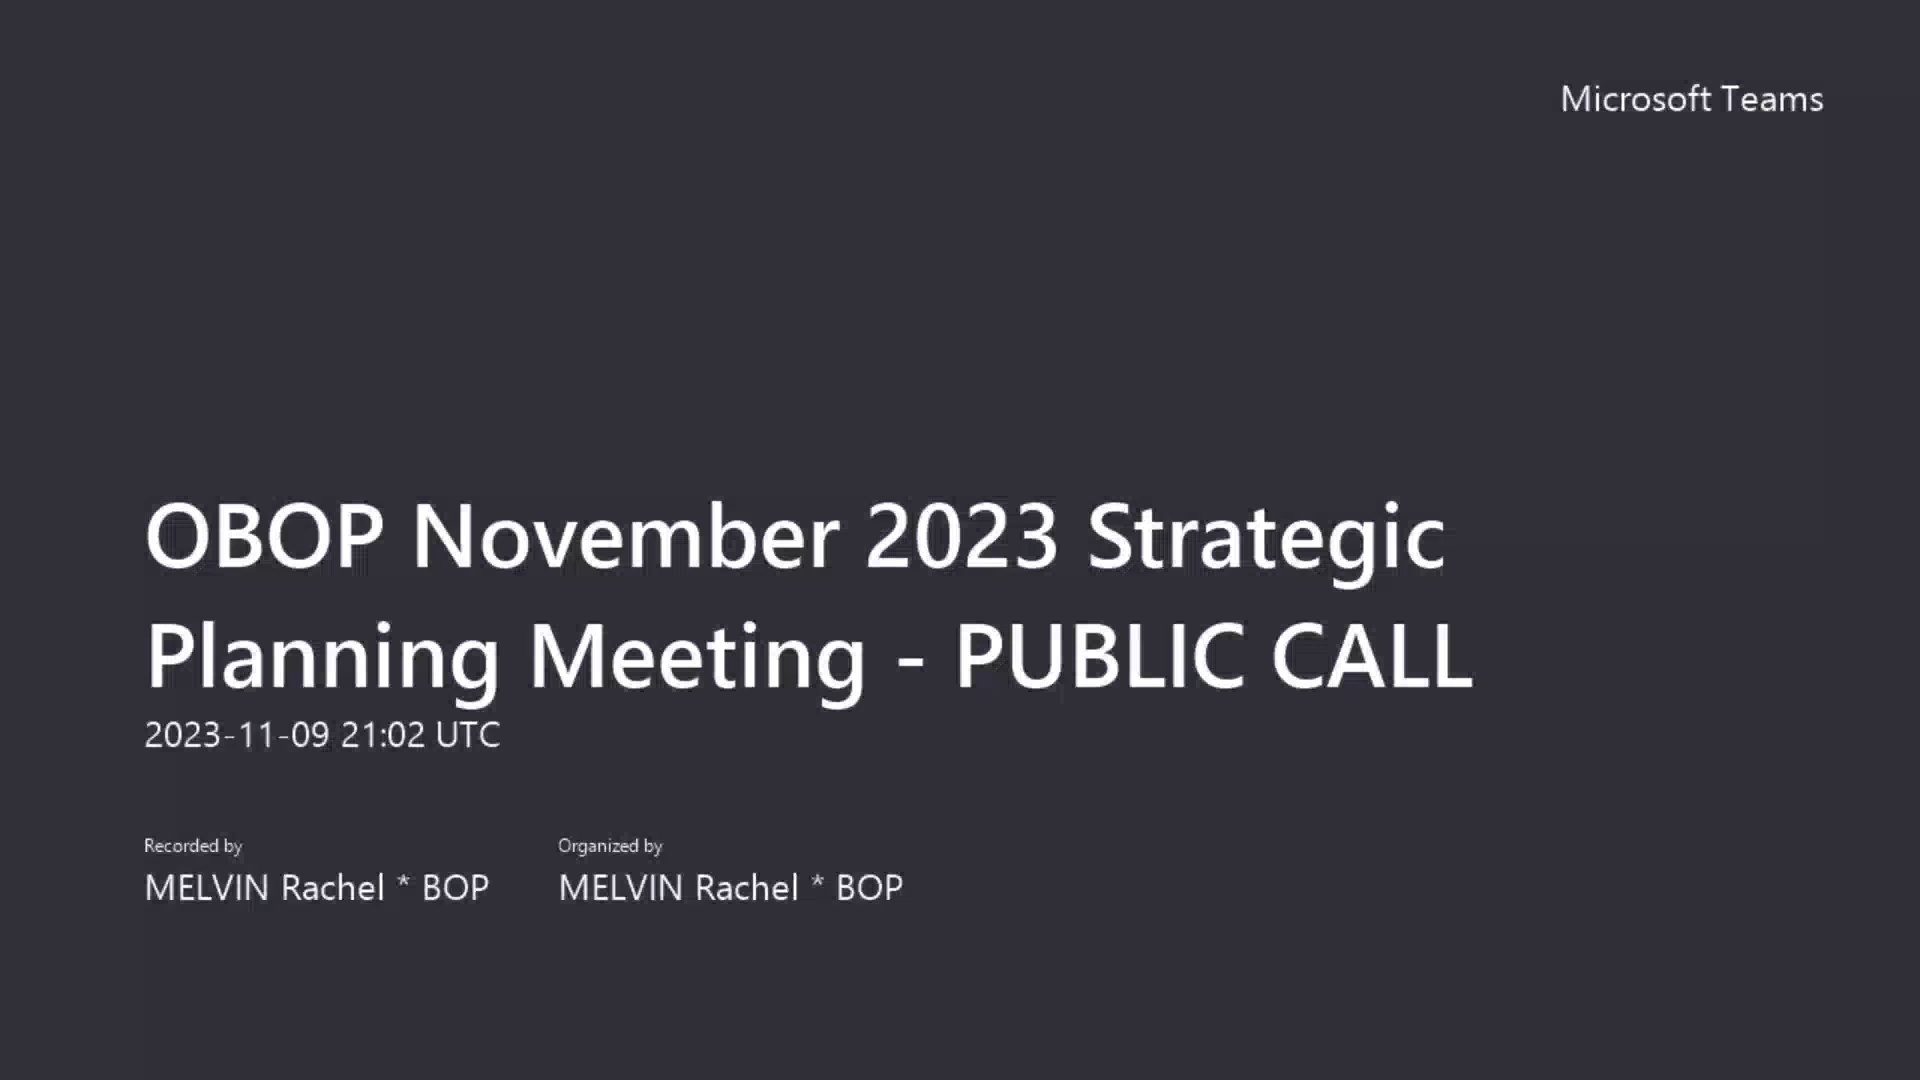 Microsoft Teams
OBOP November 2023 Strategic
Planning Meeting - PUBLIC CALL
2023-11-09 21:02 UTC
Recorded by
Organized by
MELVIN Rachel * BOP
MELVIN Rachel * BOP